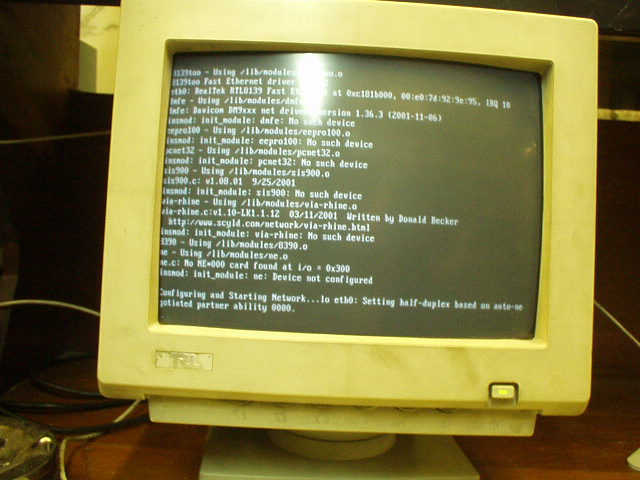 8139too - Using /lib/modules/ oo.o
8139too Fast Ethernet driver
eth0: RealTek RTL8139 Fast Et at 0xc181b000, 00:e0:7d:92:9e:95, IRQ 10
dmfe - Using /lib/modules/dmf
dmfe: Davicom DM9xxx net driver, version 1.36.3 (2001-11-06)
insmod: init_module: dmfe: No such device
eepro100 - Using /lib/modules/eepro100.o
insmod: init_module: eepro100: No such device
pcnet32 - Using /lib/modules/pcnet32.o
insmod: init_module: pcnet32: No such device
sis900 - Using /lib/modules/sis900.o
sis900.c: v1.08.01 9/25/2001
insmod: init_module: sis900: No such device
via-rhine - Using /lib/modules/via-rhine.o
via-rhine.c:v1.10-LK1.1.12 03/11/2001 Written by Donald Becker
http://www.scyld.com/network/via-rhine.html
insmod: init_module: via-rhine: No such device
8390 - Using /lib/modules/8390.o
ne - Using /lib/modules/ne.o
ne.c: No NE*000 card found at i/o = 0x300
insmod: init_module: ne: Device not configured
Configuring and Starting Network...lo eth0: Setting half-duplex based on auto-ne
gotiated partner ability 0000.
TRL